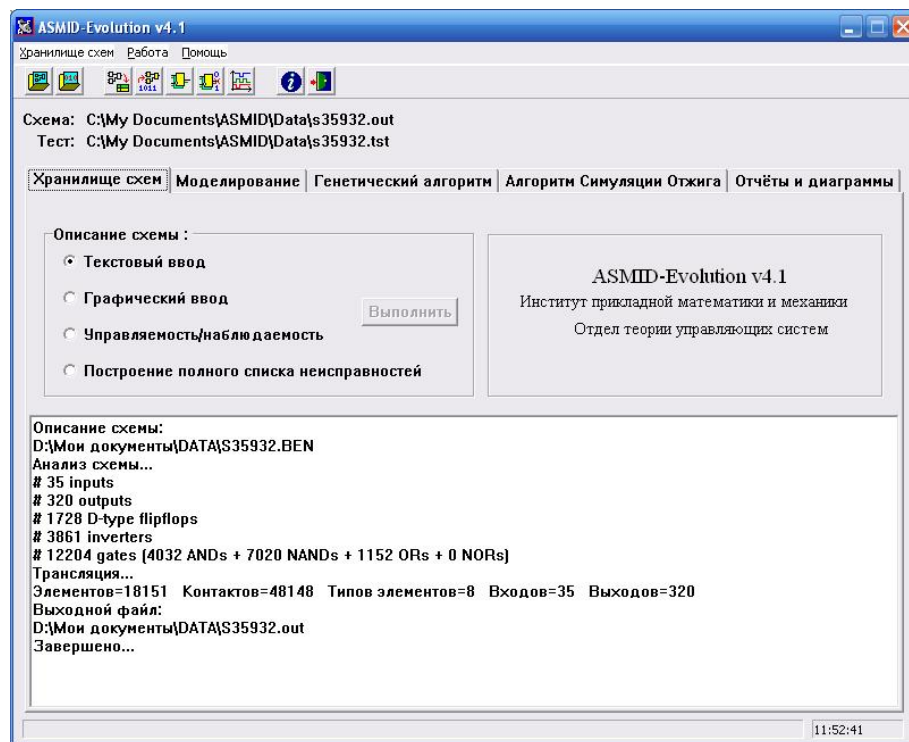 ASMID-Evolution v4.1
Хранилище схем Работа Помощь
Схема: C:\My Documents\ASMID\Data\s35932.out
Тест: C:\My Documents\ASMID\Data\s35932.tst
Хранилище схем Моделирование Генетический алгоритм Алгоритм Симуляции Отжига Отчёты и диаграммы
Описание схемы :
Текстовый ввод
Графический ввод
Выполнить
Управляемость/наблюдаемость
Построение полного списка неисправностей
ASMID-Evolution v4.1
Институт прикладной математики и механики
Отдел теории управляющих систем
Описание схемы:
D:\Мои документы\DATA\S35932.BEN
Анализ схемы...
# 35 inputs
# 320 outputs
# 1728 D-type flipflops
# 3861 inverters
# 12204 gates (4032 ANDs + 7020 NANDs + 1152 ORs + 0 NORs)
Трансляция...
Элементов=18151 Контактов=48148 Типов элементов=8 Входов=35 Выходов=320
Выходной файл:
D:\Мои документы\DATA\S35932.out
Завершено...
11:52:41